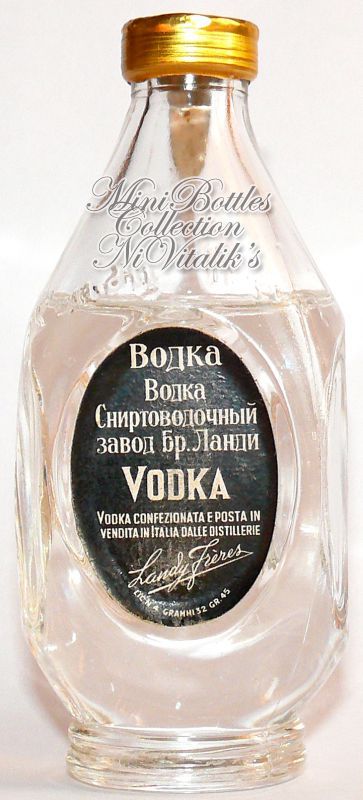 Mini Bottles
Collection
NiVitalik's
Водка
Водка
Сниртоводочный
завод Бр. Ланди
VODKA
VODKA CONFEZIONATA E POSTA IN
VENDITA IN ITALIA DALLE DISTILLERIE
Landy Frères
GRAMMI 32 GR. 45